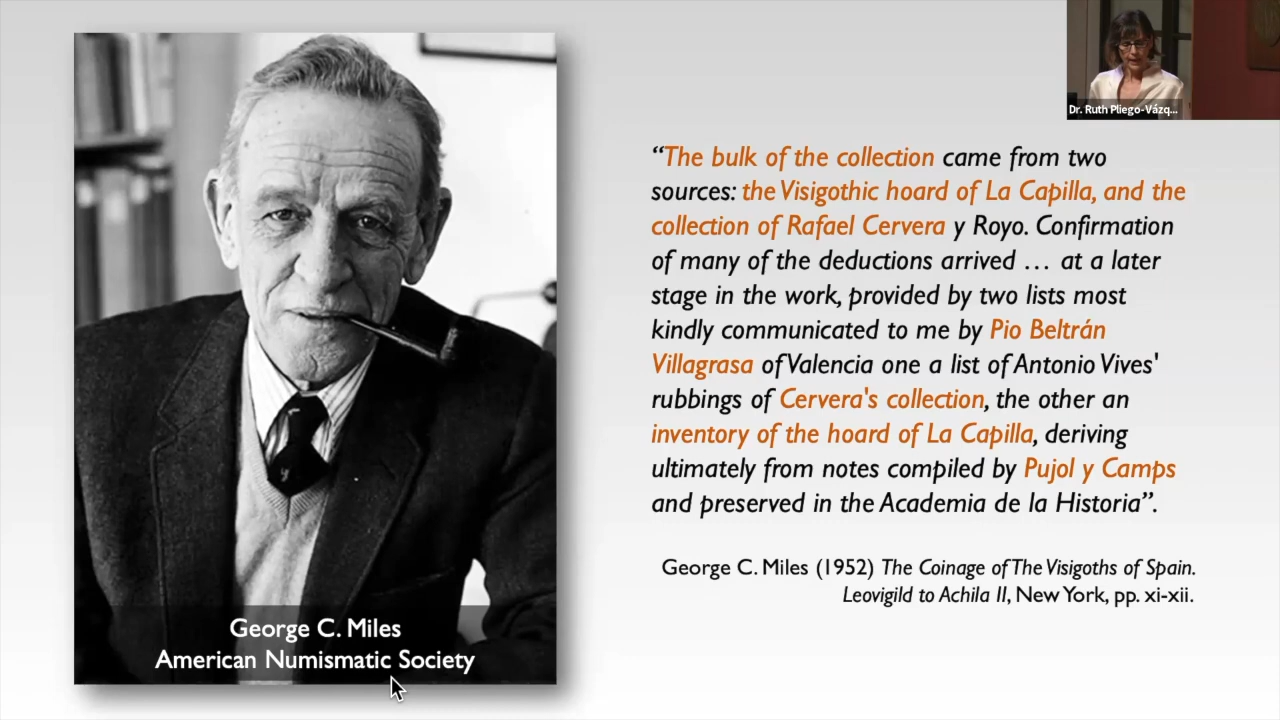 Dr. Ruth Pliego-Vázq...
“The bulk of the collection came from two
sources: the Visigothic hoard of La Capilla, and the
collection of Rafael Cervera y Royo. Confirmation
of many of the deductions arrived … at a later
stage in the work, provided by two lists most
kindly communicated to me by Pio Beltrán
Villagrasa of Valencia one a list of Antonio Vives'
rubbings of Cervera's collection, the other an
inventory of the hoard of La Capilla, deriving
ultimately from notes compiled by Pujol y Camps
and preserved in the Academia de la Historia”.
George C. Miles (1952) The Coinage of The Visigoths of Spain.
Leovigild to Achila II, New York, pp. xi-xii.
George C. Miles
American Numismatic Society